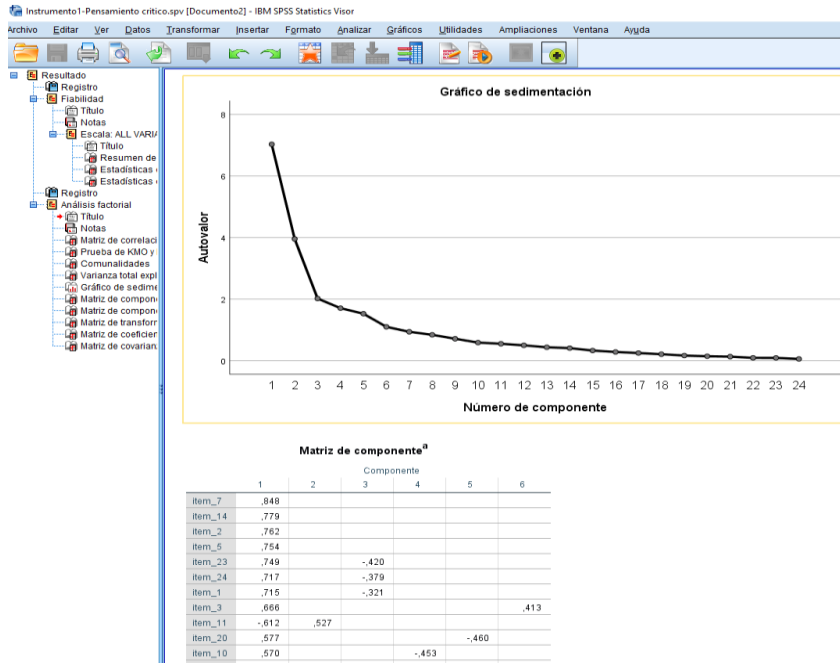 Instrumento1-Pensamiento critico.spv [Documento2] - IBM SPSS Statistics Visor
Archivo Editar Ver Datos Transformar Insertar Formato Analizar Gráficos Utilidades Ampliaciones Ventana Ayuda
Resultado
Registro
Fiabilidad
Título
Notas
Escala: ALL VARIA
Título
Resumen de
Estadísticas
Estadísticas
Registro
Análisis factorial
Título
Notas
Matriz de correlaci
Prueba de KMO y
Comunalidades
Varianza total expl
Gráfico de sedime
Matriz de compon
Matriz de compon
Matriz de transforr
Matriz de coeficier
Matriz de covarian
Gráfico de sedimentación
8
6
4
2
0
Autovalor
1 2 3 4 5 6 7 8 9 10 11 12 13 14 15 16 17 18 19 20 21 22 23 24
Número de componente
Matriz de componenteª
Componente
1 2 3 4 5 6
item_7 ,848
item_14 ,779
item_2 ,762
item_5 ,754
item_23 ,749 -,420
item_24 ,717 -,379
item_1 ,715 -,321
item_3 ,666 ,413
item_11 -,612 ,527
item_20 ,577 -,460
item_10 ,570 -,453